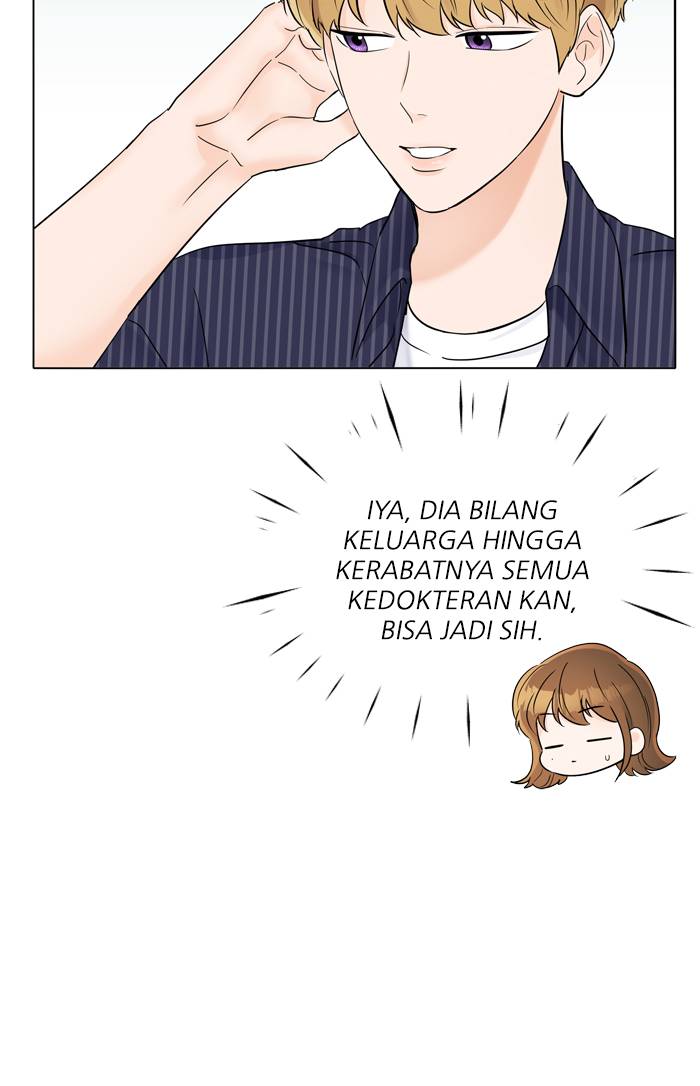 IYA, DIA BILANG
KELUARGA HINGGA
KERABATNYA SEMUA
KEDOKTERAN KAN,
BISA JADI SIH.